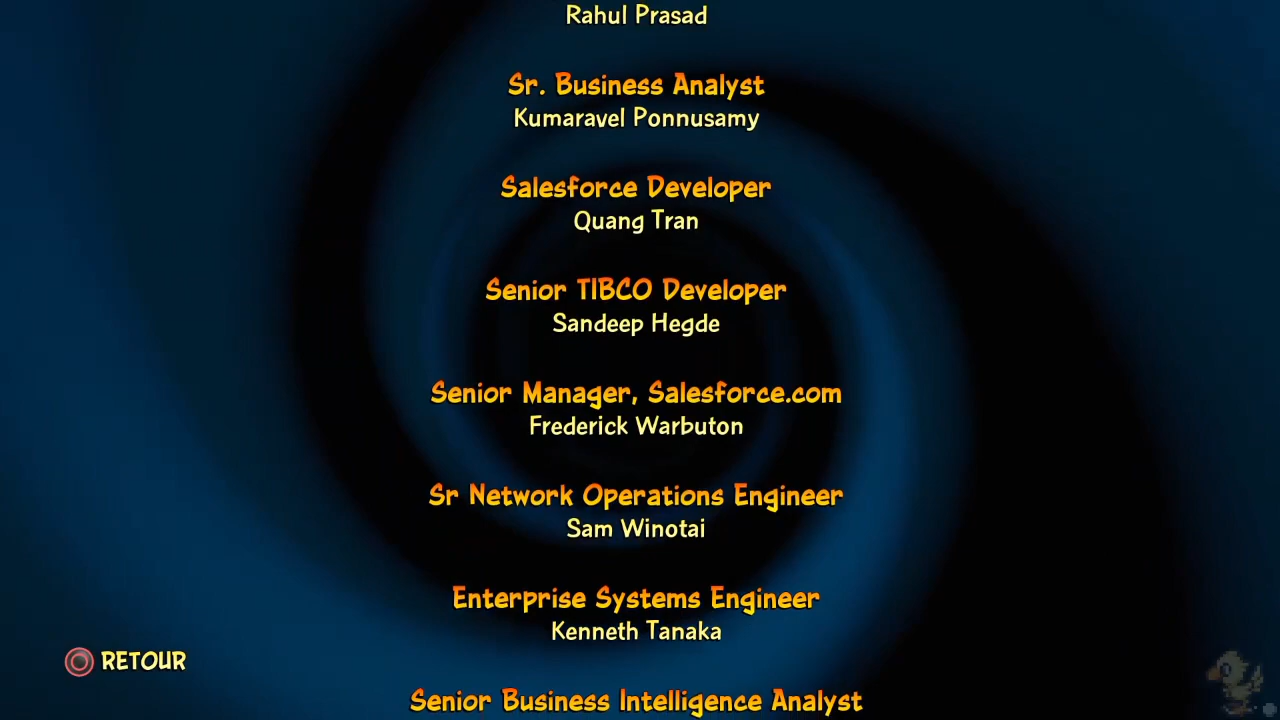 Rahul Prasad
Sr. Business Analyst
Kumaravel Ponnusamy
Salesforce Developer
Quang Tran
Senior TIBCO Developer
Sandeep Hegde
Senior Manager, Salesforce.com
Frederick Warbuton
Sr Network Operations Engineer
Sam Winotai
Enterprise Systems Engineer
Kenneth Tanaka
RETOUR
Senior Business Intelligence Analyst